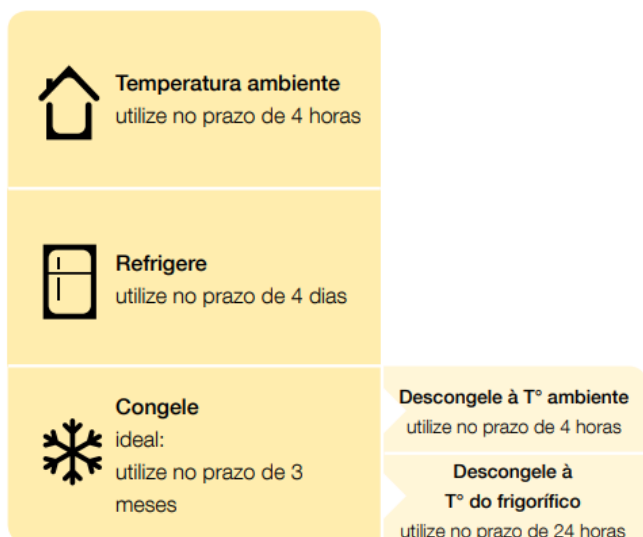 Temperatura ambiente
utilize no prazo de 4 horas
Refrigere
utilize no prazo de 4 dias
Congele
ideal:
utilize no prazo de 3
meses
Descongele à T° ambiente
utilize no prazo de 4 horas
Descongele à
T° do frigorífico
utilize no prazo de 24 horas